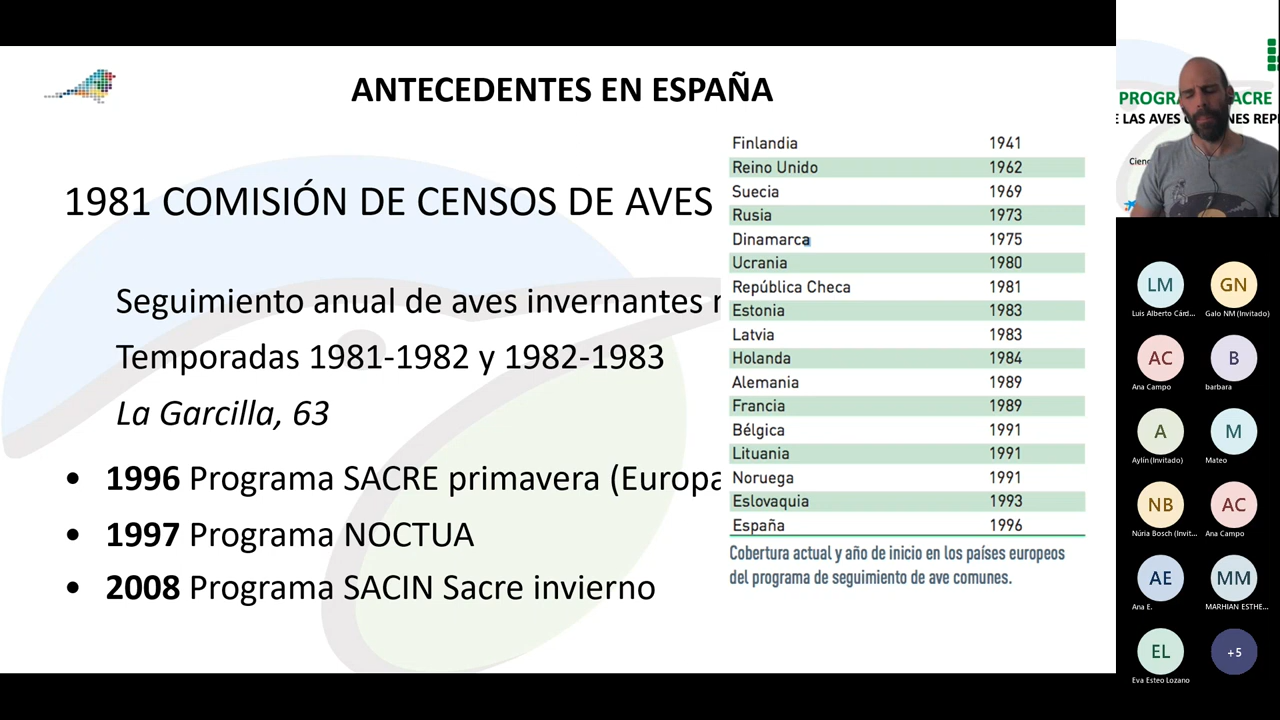 ANTECEDENTES EN ESPAÑA
1981 COMISIÓN DE CENSOS DE AVES
Seguimiento anual de aves invernantes
Temporadas 1981-1982 y 1982-1983
La Garcilla, 63
• 1996 Programa SACRE primavera (Europa
• 1997 Programa NOCTUA
• 2008 Programa SACIN Sacre invierno
Finlandia 1941
Reino Unido 1962
Suecia 1969
Rusia 1973
Dinamarca 1975
Ucrania 1980
República Checa 1981
Estonia 1983
Latvia 1983
Holanda 1984
Alemania 1989
Francia 1989
Bélgica 1991
Lituania 1991
Noruega 1991
Eslovaquia 1993
España 1996
Cobertura actual y año de inicio en los países europeos
del programa de seguimiento de ave comunes.
PROGRA ACRE
E LAS AVES NES REP
Cien
LM GN
Luis Alberto Cárd... Galo NM (Invitado)
AC B
Ana Campo barbara
A M
Aylín (Invitado) Mateo
NB AC
Núria Bosch (Invit... Ana Campo
AE MM
Ana E. MARHIAN ESTHE...
EL +5
Eva Esteo Lozano